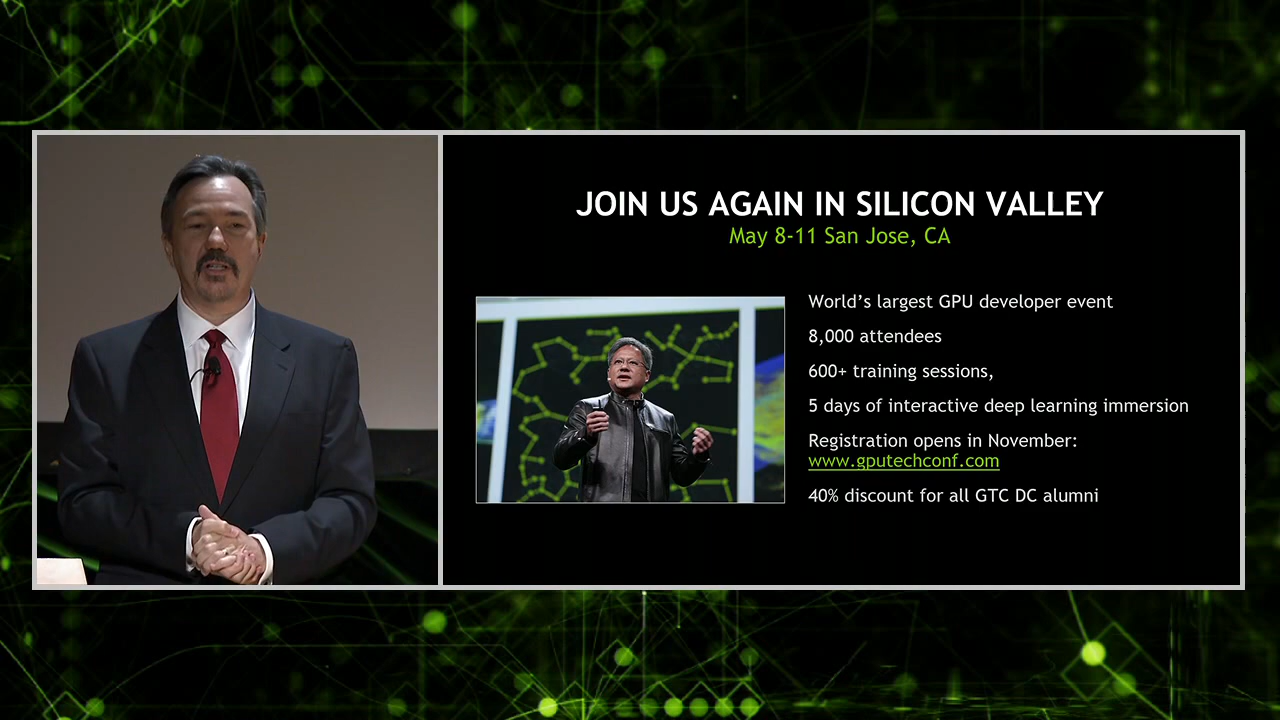 JOIN US AGAIN IN SILICON VALLEY
May 8-11 San Jose, CA
World’s largest GPU developer event
8,000 attendees
600+ training sessions,
5 days of interactive deep learning immersion
Registration opens in November:
www.gputechconf.com
40% discount for all GTC DC alumni